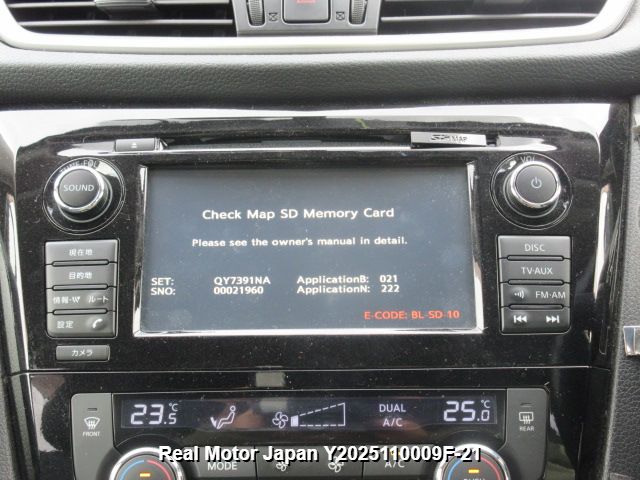 MAP
TUNE·FOLDER
VOL
SOUND
Check Map SD Memory Card
Please see the owner's manual in detail.
SET: QY7391NA ApplicationB: 021
SNO: 00021960 ApplicationN: 222
E-CODE: BL-SD-10
現在地
目的地
情報・VV ルート
設定
カメラ
DISC
TV·AUX
FM·AM
23.5°C
DUAL
A/C
25.0°C
FRONT
REAR
MODE
A/C
Real Motor Japan Y2025110009F-21